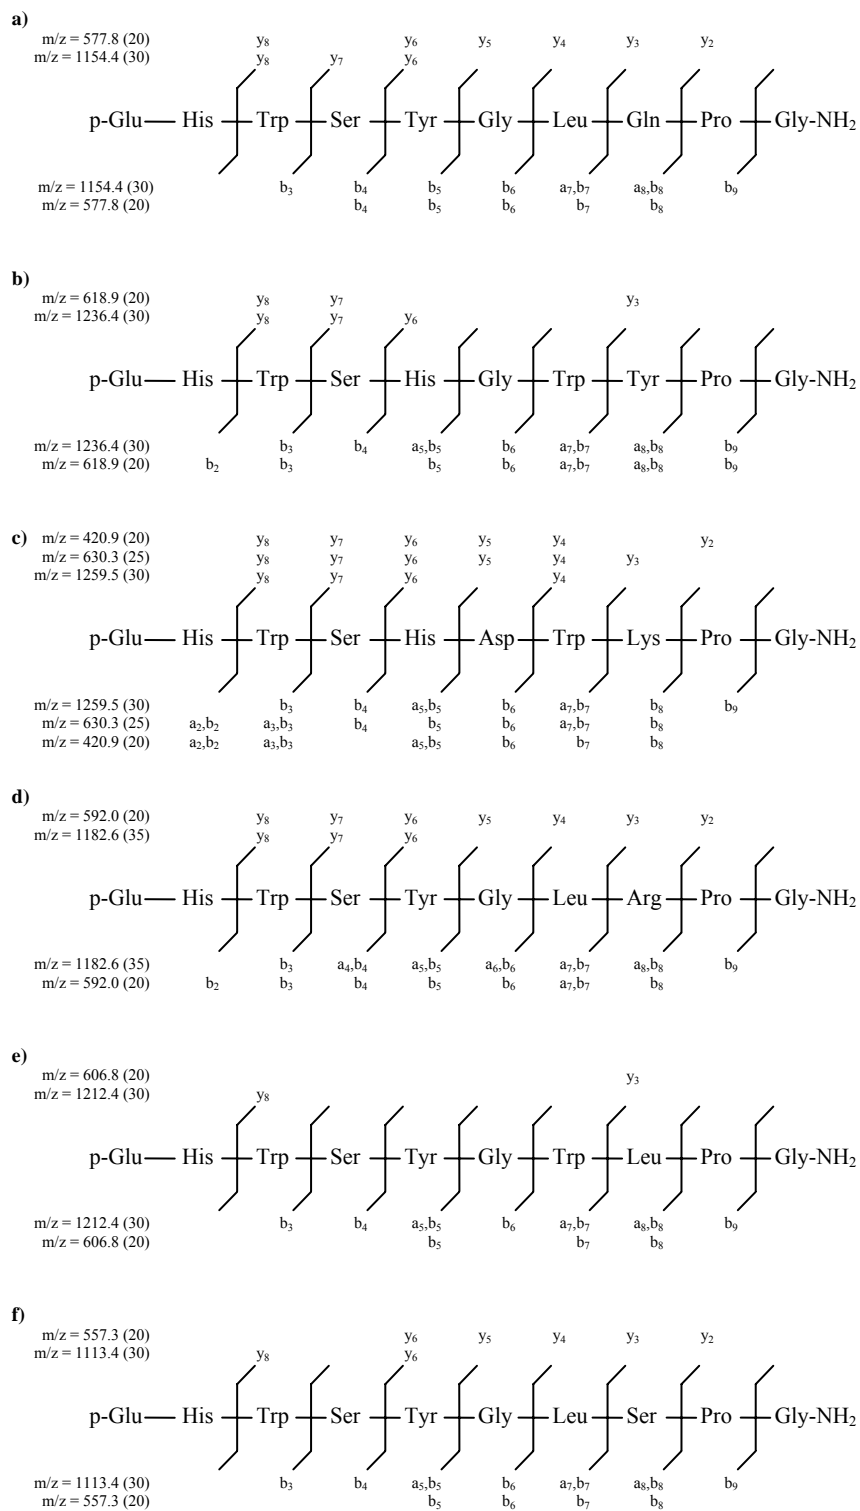 a)
m/z = 577.8 (20) y8 y6 y5 y4 y3 y2
m/z = 1154.4 (30) y8 y7 y6
p-Glu His Trp Ser Tyr Gly Leu Gln Pro Gly-NH2
m/z = 1154.4 (30) b3 b4 b5 b6 a7,b7 a8,b8 b9
m/z = 577.8 (20) b4 b5 b6 b7 b8
b)
m/z = 618.9 (20) y8 y7 y3
m/z = 1236.4 (30) y8 y7 y6
p-Glu His Trp Ser His Gly Trp Tyr Pro Gly-NH2
m/z = 1236.4 (30) b3 b4 a5,b5 b6 a7,b7 a8,b8 b9
m/z = 618.9 (20) b2 b3 b5 b6 a7,b7 a8,b8 b9
c) m/z = 420.9 (20) y8 y7 y6 y5 y4 y2
m/z = 630.3 (25) y8 y7 y6 y5 y4 y3
m/z = 1259.5 (30) y8 y7 y6 y4
p-Glu His Trp Ser His Asp Trp Lys Pro Gly-NH2
m/z = 1259.5 (30) b3 b4 a5,b5 b6 a7,b7 b8 b9
m/z = 630.3 (25) a2,b2 a3,b3 b4 b5 b6 a7,b7 b8
m/z = 420.9 (20) a2,b2 a3,b3 a5,b5 b6 b7 b8
d)
m/z = 592.0 (20) y8 y7 y6 y5 y4 y3 y2
m/z = 1182.6 (35) y8 y7 y6
p-Glu His Trp Ser Tyr Gly Leu Arg Pro Gly-NH2
m/z = 1182.6 (35) b3 a4,b4 a5,b5 a6,b6 a7,b7 a8,b8 b9
m/z = 592.0 (20) b2 b3 b4 b5 b6 a7,b7 b8
e)
m/z = 606.8 (20) y3
m/z = 1212.4 (30) y8
p-Glu His Trp Ser Tyr Gly Trp Leu Pro Gly-NH2
m/z = 1212.4 (30) b3 b4 a5,b5 b6 a7,b7 a8,b8 b9
m/z = 606.8 (20) b5 b7 b8
f)
m/z = 557.3 (20) y6 y5 y4 y3 y2
m/z = 1113.4 (30) y8 y6
p-Glu His Trp Ser Tyr Gly Leu Ser Pro Gly-NH2
m/z = 1113.4 (30) b3 b4 a5,b5 b6 a7,b7 a8,b8 b9
m/z = 557.3 (20) b5 b6 b7 b8